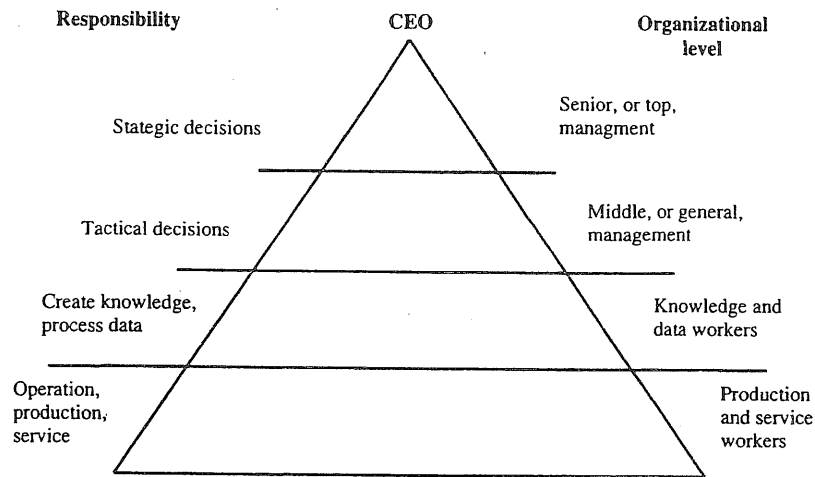 Responsibility
CEO
Organizational
level
Stategic decisions
Senior, or top,
managment
Tactical decisions
Middle, or general,
management
Create knowledge,
process data
Knowledge and
data workers
Operation,
production,
service
Production
and service
workers